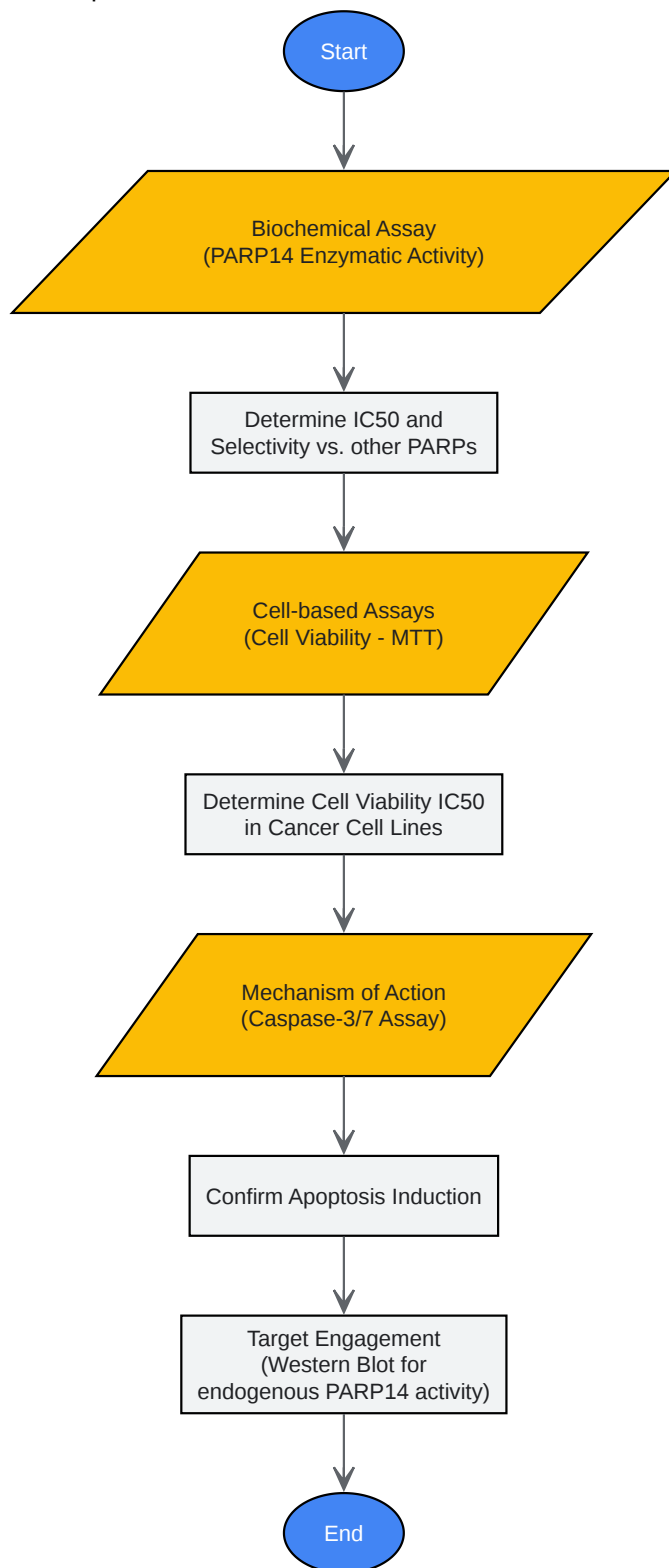 Start
Biochemical Assay
(PARP14 Enzymatic Activity)
Determine IC50 and
Selectivity vs. other PARPs
Cell-based Assays
(Cell Viability - MTT)
Determine Cell Viability IC50
in Cancer Cell Lines
Mechanism of Action
(Caspase-3/7 Assay)
Confirm Apoptosis Induction
Target Engagement
(Western Blot for
endogenous PARP14 activity)
End